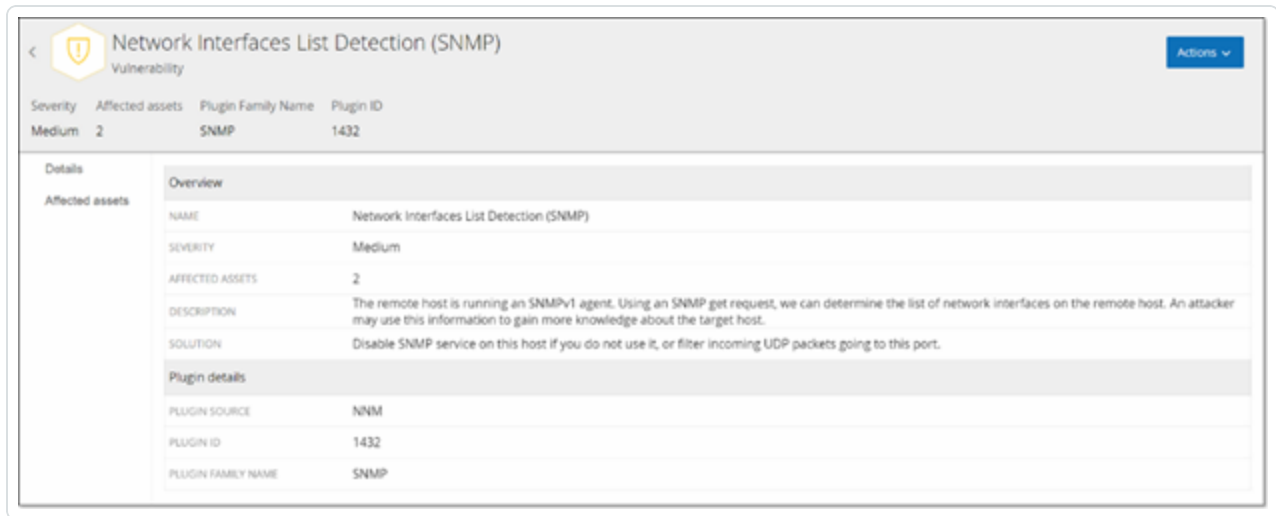 Network Interfaces List Detection (SNMP)
Vulnerability
Actions
Severity Affected assets Plugin Family Name Plugin ID
Medium 2 SNMP 1432
Details
Affected assets
Overview
NAME Network Interfaces List Detection (SNMP)
SEVERITY Medium
AFFECTED ASSETS 2
DESCRIPTION The remote host is running an SNMPv1 agent. Using an SNMP get request, we can determine the list of network interfaces on the remote host. An attacker
may use this information to gain more knowledge about the target host.
SOLUTION Disable SNMP service on this host if you do not use it, or filter incoming UDP packets going to this port.
Plugin details
PLUGIN SOURCE NNM
PLUGIN ID 1432
PLUGIN FAMILY NAME SNMP